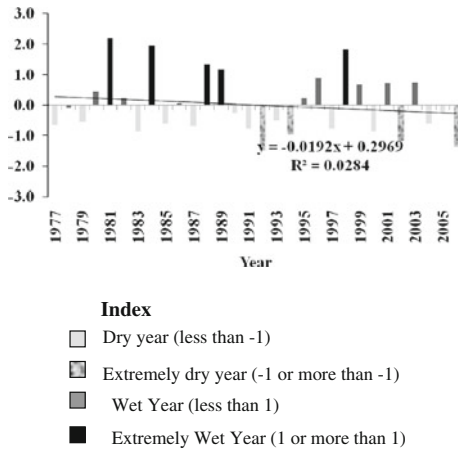 3.0
2.0
1.0
0.0
-1.0
-2.0
-3.0
y = -0.0192x + 0.2969
R² = 0.0284
1977
1979
1981
1983
1985
1987
1989
1991
1993
1995
1997
1999
2001
2003
2005
Year
Index
Dry year (less than -1)
Extremely dry year (-1 or more than -1)
Wet Year (less than 1)
Extremely Wet Year (1 or more than 1)